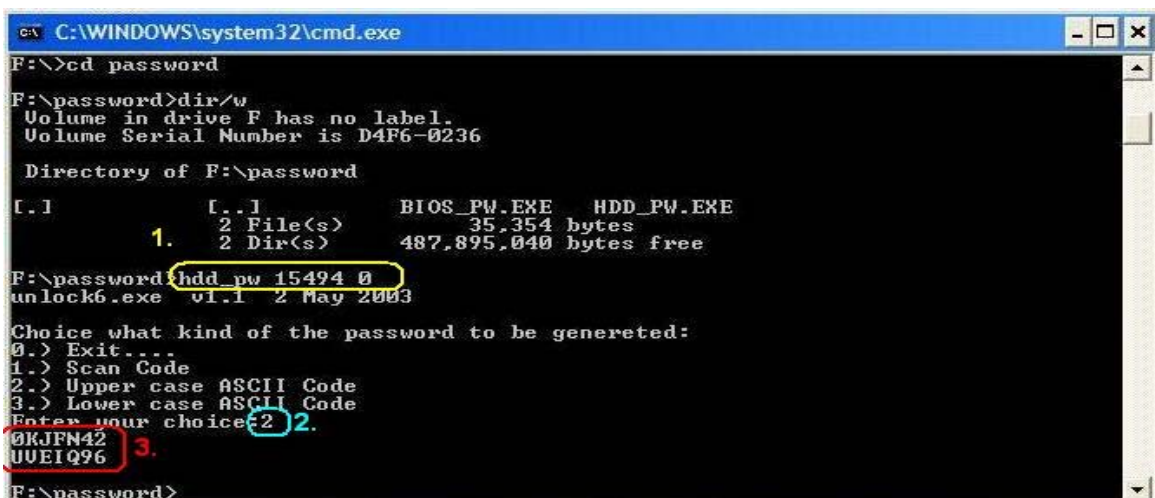 C:\WINDOWS\system32\cmd.exe
F:\>cd password
F:\password>dir/w
Volume in drive F has no label.
Volume Serial Number is D4F6-0236
Directory of F:\password
[.] [..] BIOS_PW.EXE HDD_PW.EXE
2 File(s) 35,354 bytes
1. 2 Dir(s) 487,895,040 bytes free
F:\password>hdd_pw 15494 0
unlock6.exe v1.1 2 May 2003
Choice what kind of the password to be genereted:
0.) Exit....
1.) Scan Code
2.) Upper case ASCII Code
3.) Lower case ASCII Code
Enter your choice:2 2.
0KJFN42
UVEIQ96 3.
F:\password>